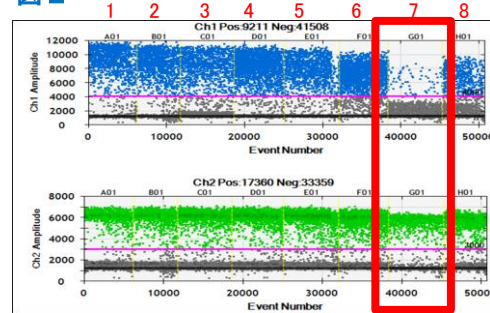 図2
1 2 3 4 5 6 7 8
Ch1 Pos:9211 Neg:41508
A01 B01 C01 D01 E01 F01 G01 H01
Ch1 Amplitude
12000
10000
8000
6000
4000
2000
0
0 10000 20000 30000 40000 50000
Event Number
Ch2 Pos:17360 Neg:33359
A01 B01 C01 D01 E01 F01 G01 H01
Ch2 Amplitude
8000
6000
4000
2000
0
3000
0 10000 20000 30000 40000 50000
Event Number